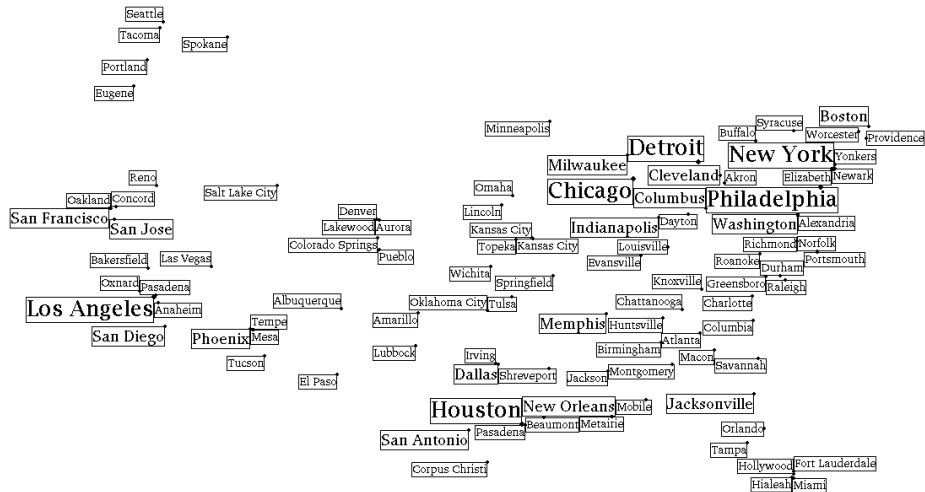 Seattle
Tacoma
Spokane
Portland
Eugene
Boston
Syracuse
Minneapolis
Buffalo
Worcester
Providence
Detroit
New York
Yonkers
Milwaukee
Cleveland
Akron
Elizabeth
Newark
Reno
Salt Lake City
Omaha
Chicago
Oakland
Concord
Columbus
Philadelphia
San Francisco
San Jose
Denver
Lincoln
Lakewood
Aurora
Kansas City
Indianapolis
Dayton
Washington
Alexandria
Colorado Springs
Pueblo
Topeka
Kansas City
Louisville
Richmond
Norfolk
Bakersfield
Las Vegas
Evansville
Roanoke
Durham
Portsmouth
Wichita
Springfield
Knoxville
Greensboro
Raleigh
Oxnard
Pasadena
Los Angeles
Anaheim
Albuquerque
Oklahoma City
Tulsa
Chattanooga
Charlotte
Amarillo
Tempe
Memphis
Huntsville
Columbia
San Diego
Phoenix
Mesa
Atlanta
Birmingham
Lubbock
Irving
Macon
Savannah
Tucson
Dallas
Shreveport
Jackson
Montgomery
El Paso
Houston
New Orleans
Mobile
Jacksonville
Pasadena
Beaumont
Metairie
San Antonio
Orlando
Tampa
Corpus Christi
Hollywood
Fort Lauderdale
Hialeah
Miami